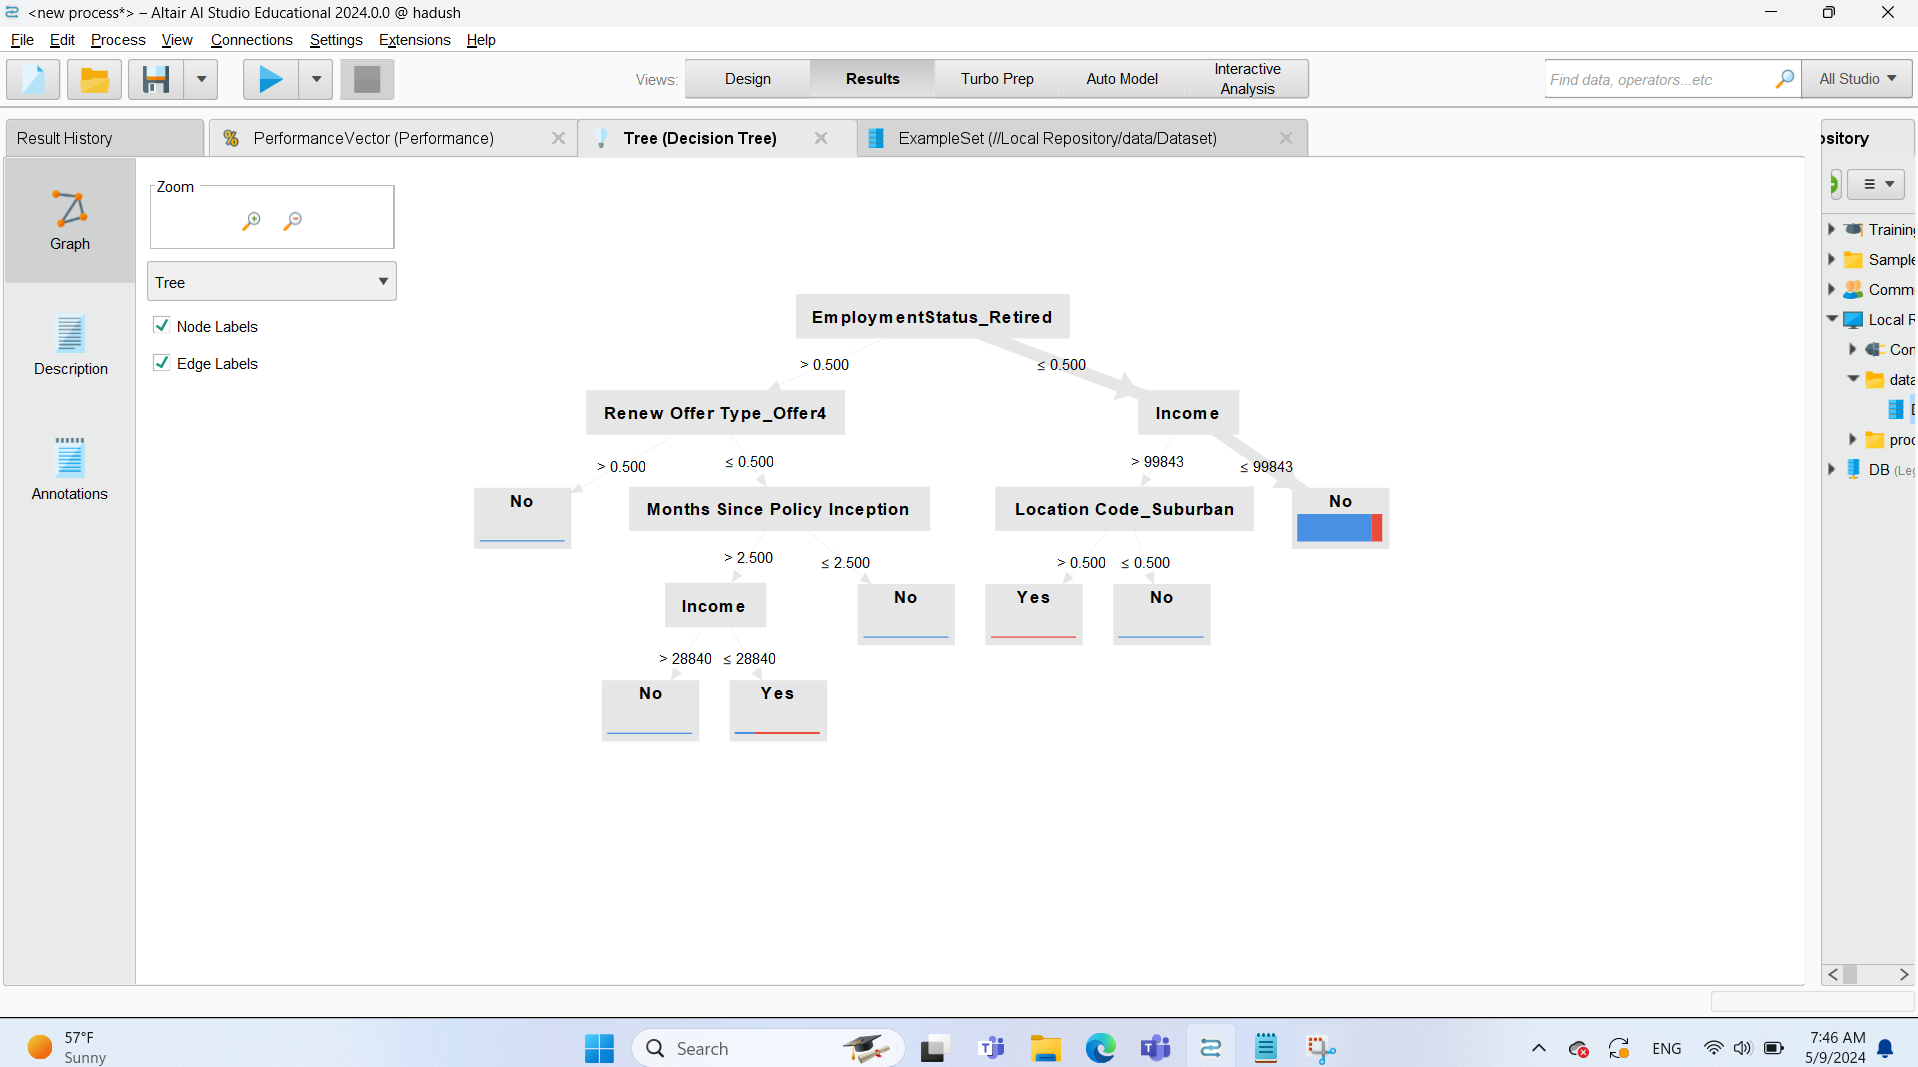 <new process*> – Altair AI Studio Educational 2024.0.0 @ hadush
File Edit Process View Connections Settings Extensions Help
Views: Design Results Turbo Prep Auto Model Interactive Analysis
Find data, operators...etc
All Studio
Result History
PerformanceVector (Performance)
Tree (Decision Tree)
ExampleSet (//Local Repository/data/Dataset)
ository
Graph
Description
Annotations
Zoom
Tree
Node Labels
Edge Labels
EmploymentStatus_Retired
> 0.500
≤ 0.500
Renew Offer Type_Offer4
Income
> 0.500
≤ 0.500
> 99843
≤ 99843
No
Months Since Policy Inception
Location Code_Suburban
No
> 2.500
≤ 2.500
> 0.500
≤ 0.500
Income
No
Yes
No
> 28840
≤ 28840
No
Yes
Training
Sample
Comm
Local R
Con
data
D
proc
DB (Leg
57°F
Sunny
Search
ENG
7:46 AM
5/9/2024